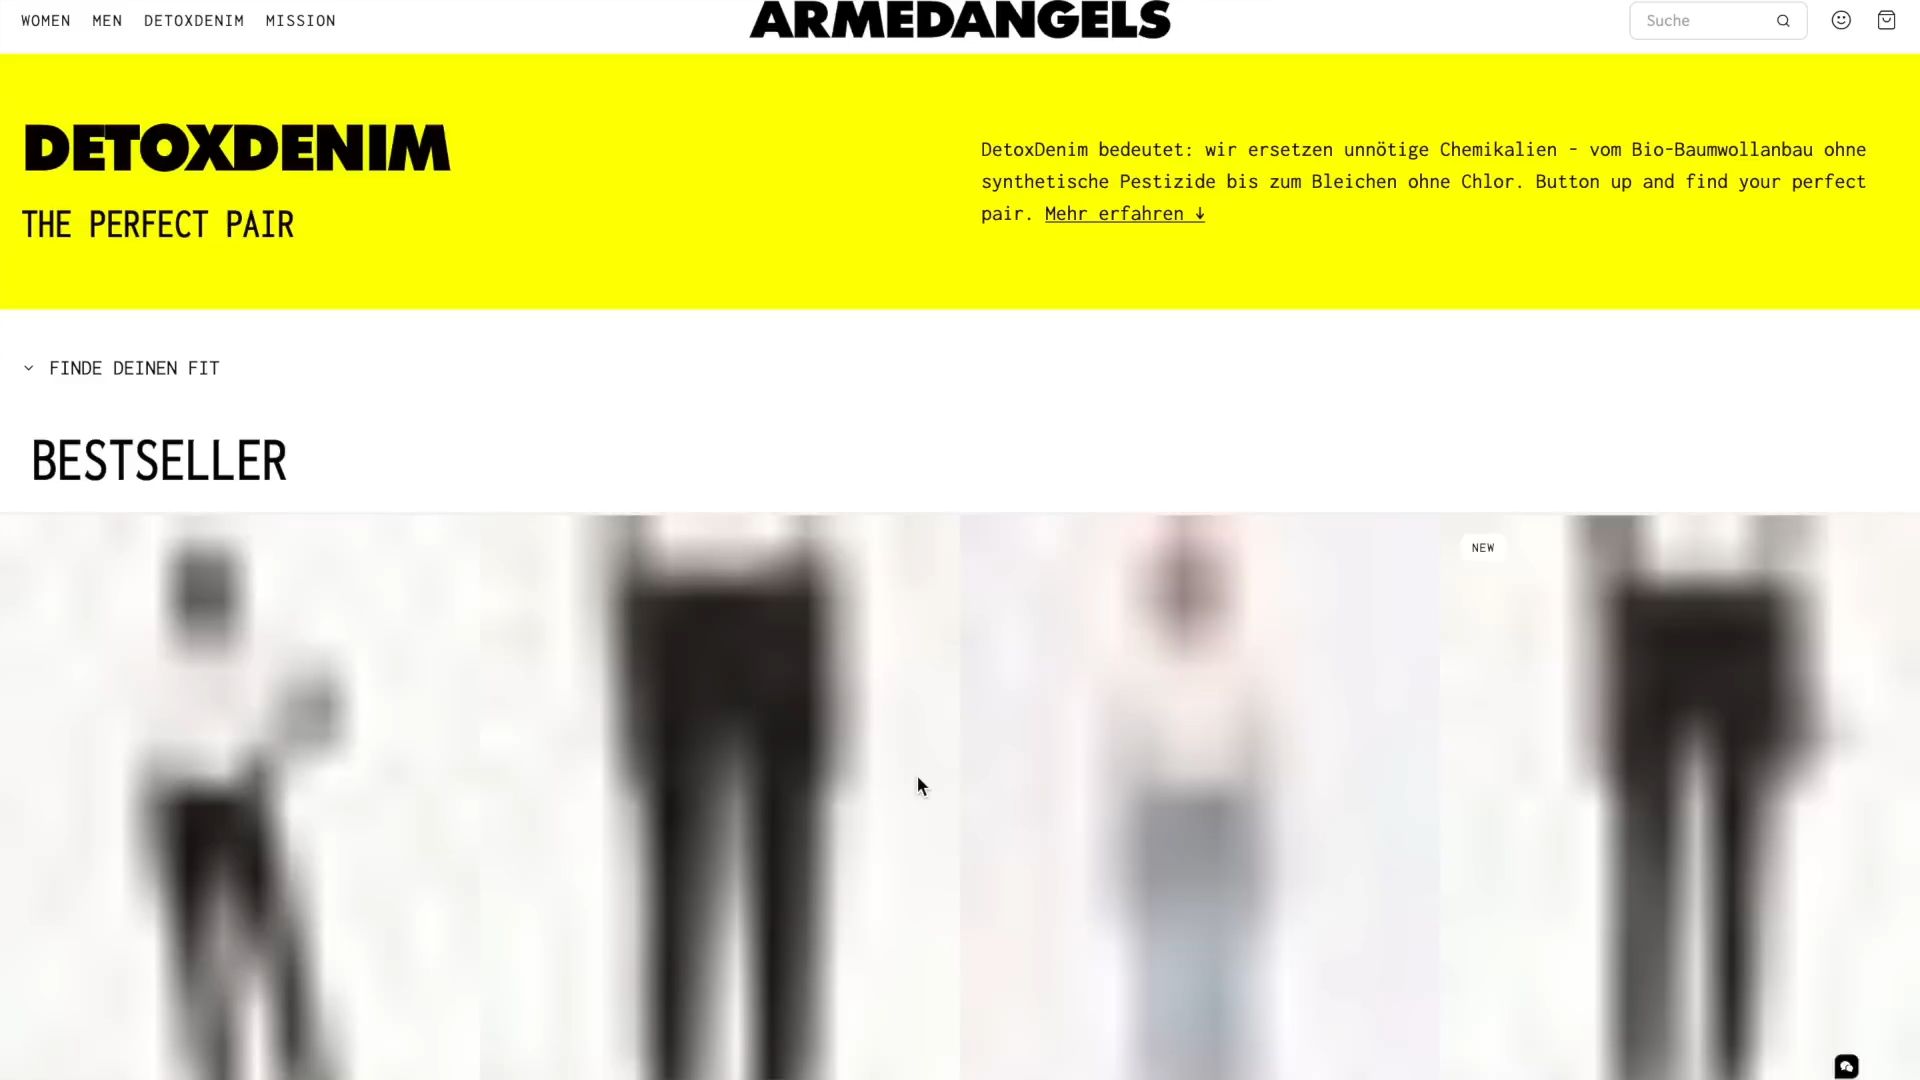 WOMEN MEN DETOXDENIM MISSION
ARMEDANGELS
Suche
DETOXDENIM
THE PERFECT PAIR
DetoxDenim bedeutet: wir ersetzen unnötige Chemikalien - vom Bio-Baumwollanbau ohne
synthetische Pestizide bis zum Bleichen ohne Chlor. Button up and find your perfect
pair. Mehr erfahren ↓
FINDE DEINEN FIT
BESTSELLER
NEW